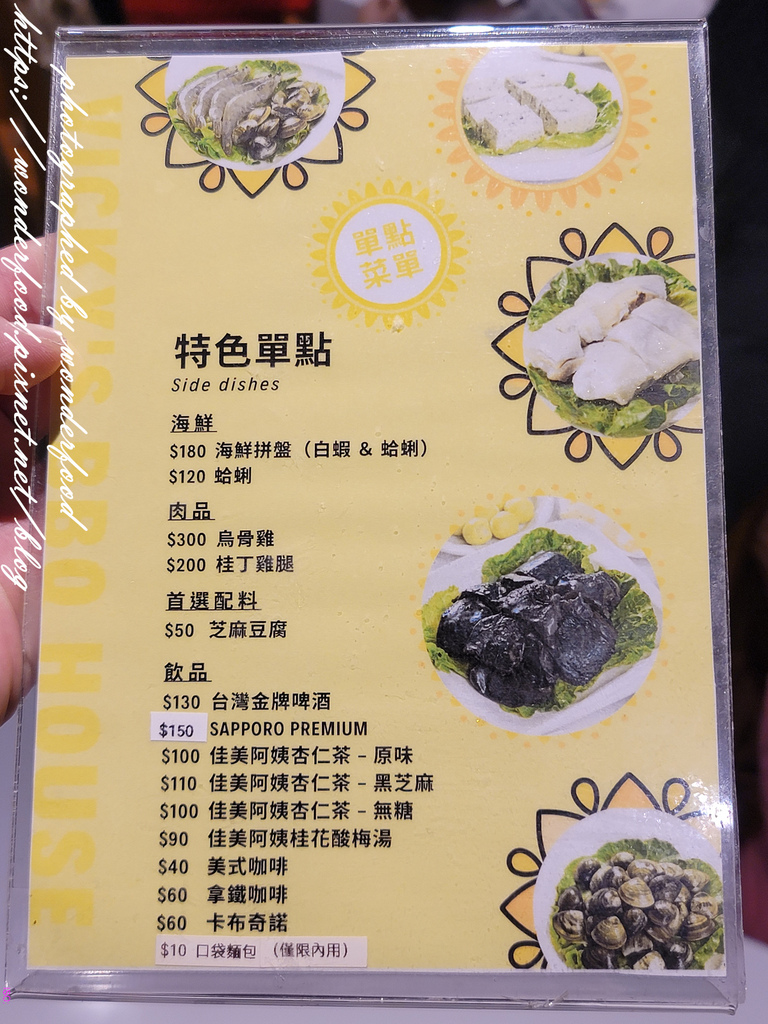 https://wonderfood.pixnet.net/blog
photographed by wonderfood
VICKY'S BBQ HOUSE
單點
菜單
特色單點
Side dishes
海鮮
$180 海鮮拼盤（白蝦 & 蛤蜊）
$120 蛤蜊
肉品
$300 烏骨雞
$200 桂丁雞腿
首選配料
$50 芝麻豆腐
飲品
$130 台灣金牌啤酒
$150 SAPPORO PREMIUM
$100 佳美阿姨杏仁茶 – 原味
$110 佳美阿姨杏仁茶 – 黑芝麻
$100 佳美阿姨杏仁茶 – 無糖
$90 佳美阿姨桂花酸梅湯
$40 美式咖啡
$60 拿鐵咖啡
$60 卡布奇諾
$10 口袋麵包 （僅限內用）